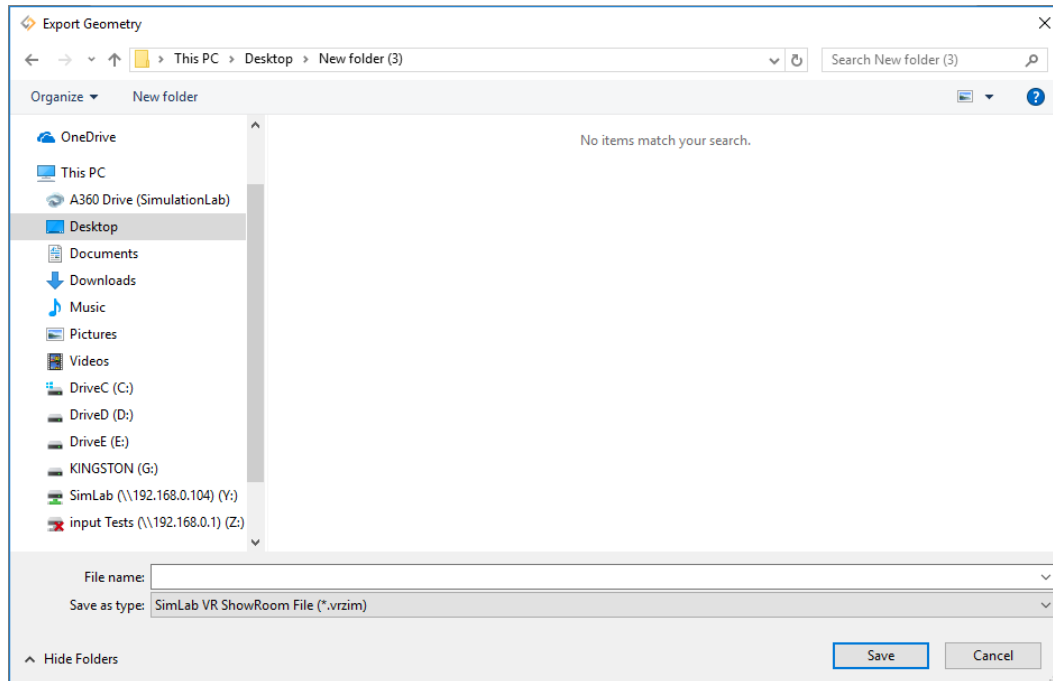 Export Geometry
This PC > Desktop > New folder (3)
Search New folder (3)
Organize
New folder
OneDrive
This PC
A360 Drive (SimulationLab)
Desktop
Documents
Downloads
Music
Pictures
Videos
DriveC (C:)
DriveD (D:)
DriveE (E:)
KINGSTON (G:)
SimLab (\\192.168.0.104) (Y:)
input Tests (\\192.168.0.1) (Z:)
No items match your search.
File name:
Save as type: SimLab VR ShowRoom File (*.vrzim)
Hide Folders
Save
Cancel